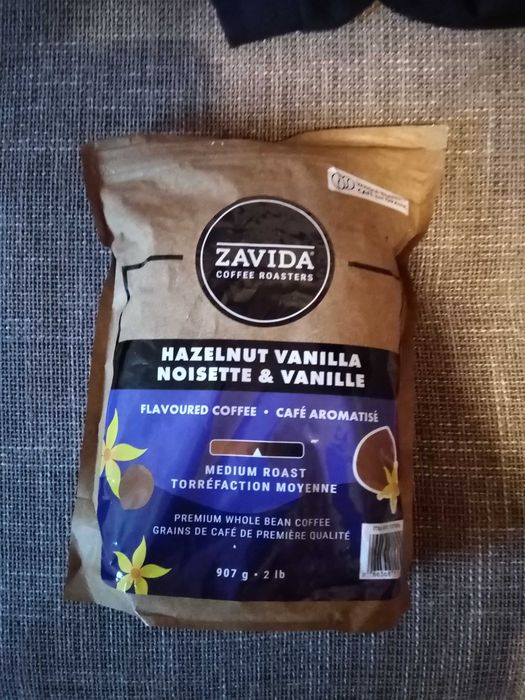 ZAVIDA
COFFEE ROASTERS
HAZELNUT VANILLA
NOISETTE & VANILLE
FLAVOURED COFFEE • CAFÉ AROMATISÉ
MEDIUM ROAST
TORRÉFACTION MOYENNE
PREMIUM WHOLE BEAN COFFEE
GRAINS DE CAFÉ DE PREMIÈRE QUALITÉ
907 g • 2 lb